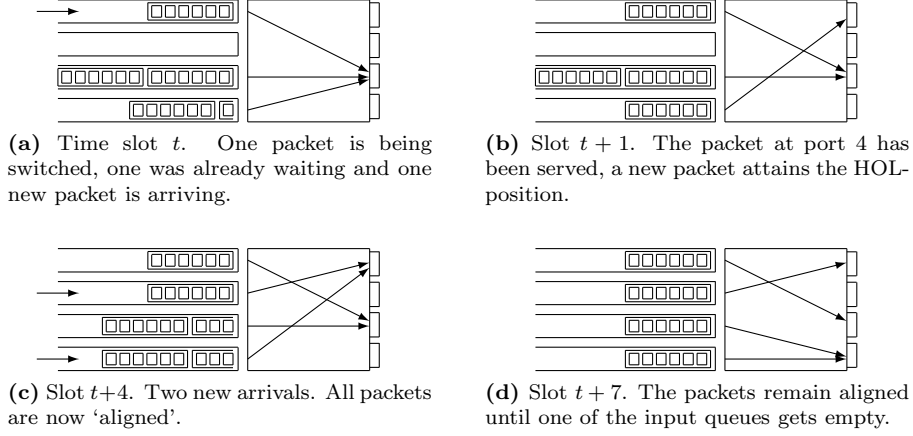 (a) Time slot t. One packet is being
switched, one was already waiting and one
new packet is arriving.
(b) Slot t + 1. The packet at port 4 has
been served, a new packet attains the HOL-
position.
(c) Slot t+4. Two new arrivals. All packets
are now ‘aligned’.
(d) Slot t + 7. The packets remain aligned
until one of the input queues gets empty.